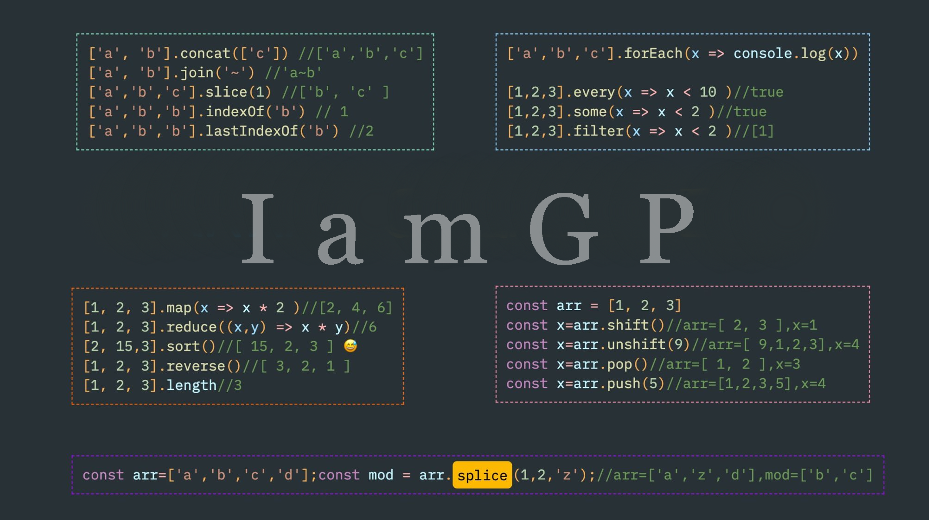 ['a', 'b'].concat(['c']) //['a','b','c']
['a', 'b'].join('~') //'a~b'
['a','b','c'].slice(1) //['b', 'c' ]
['a','b','b'].indexOf('b') // 1
['a','b','b'].lastIndexOf('b') //2
['a','b','c'].forEach(x => console.log(x))
[1,2,3].every(x => x < 10 )//true
[1,2,3].some(x => x < 2 )//true
[1,2,3].filter(x => x < 2 )//[1]
I am G P
[1, 2, 3].map(x => x * 2 )//[2, 4, 6]
[1, 2, 3].reduce((x,y) => x * y)//6
[2, 15,3].sort()//[ 15, 2, 3 ] 😅
[1, 2, 3].reverse()//[ 3, 2, 1 ]
[1, 2, 3].length//3
const arr = [1, 2, 3]
const x=arr.shift()//arr=[ 2, 3 ],x=1
const x=arr.unshift(9)//arr=[ 9,1,2,3],x=4
const x=arr.pop()//arr=[ 1, 2 ],x=3
const x=arr.push(5)//arr=[1,2,3,5],x=4
const arr=['a','b','c','d'];const mod = arr.splice(1,2,'z');//arr=['a','z','d'],mod=['b','c']